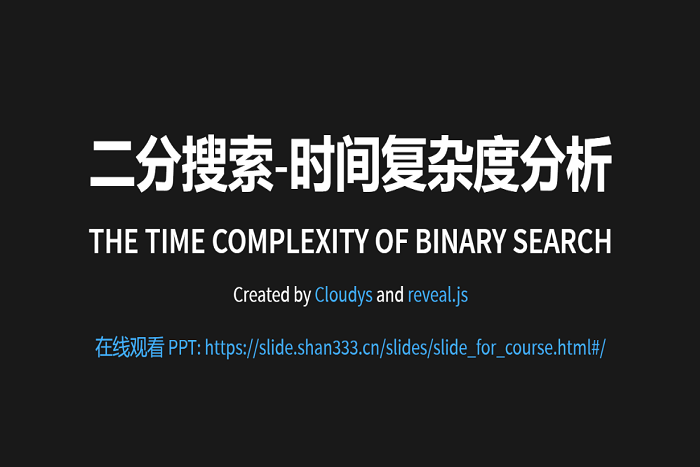 二分搜索-时间复杂度分析
THE TIME COMPLEXITY OF BINARY SEARCH
Created by Cloudys and reveal.js
在线观看 PPT: https://slide.shan333.cn/slides/slide_for_course.html#/